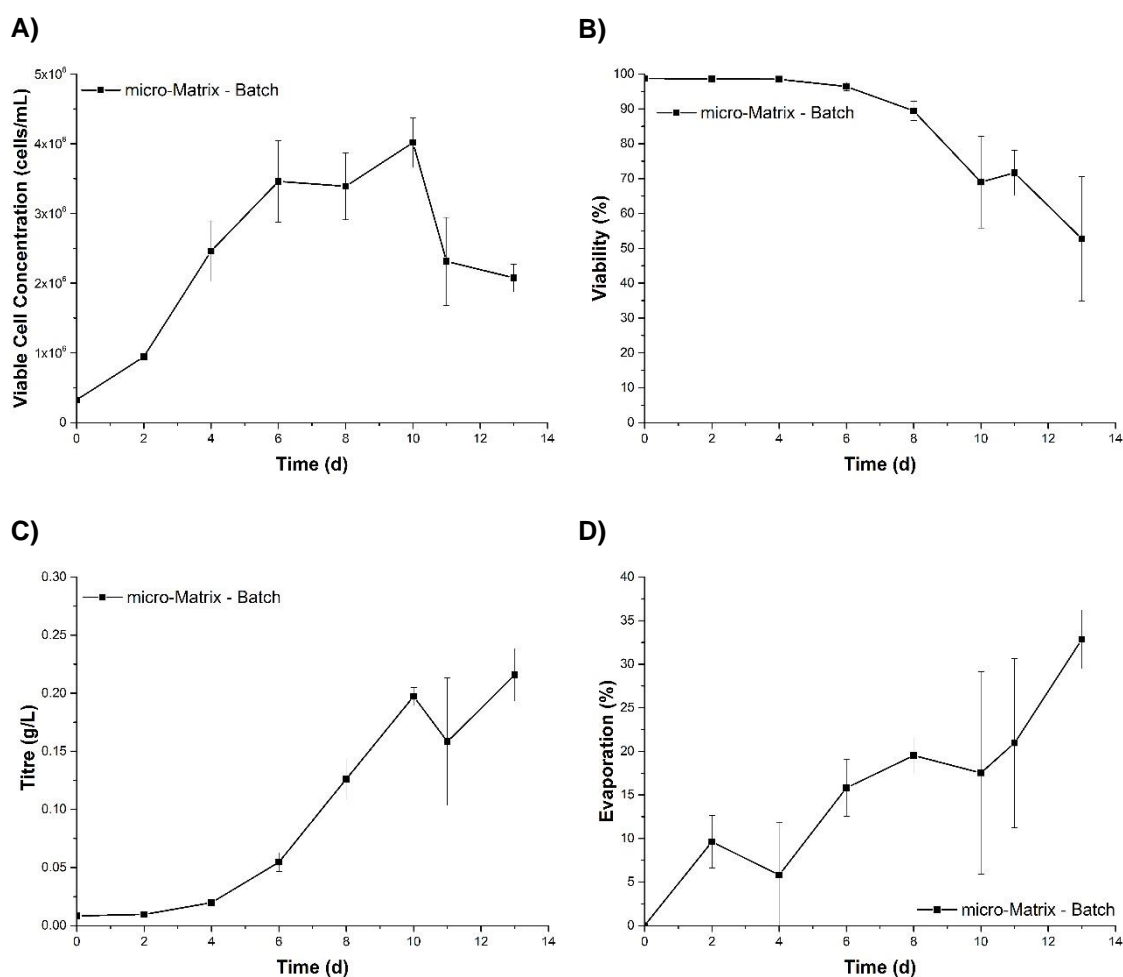 A)
5x10⁶
4x10⁶
3x10⁶
2x10⁶
1x10⁶
0
Viable Cell Concentration (cells/mL)
micro-Matrix - Batch
0 2 4 6 8 10 12 14
Time (d)
B)
100
90
80
70
60
50
40
30
20
10
0
Viability (%)
micro-Matrix - Batch
0 2 4 6 8 10 12 14
Time (d)
C)
0.30
0.25
0.20
0.15
0.10
0.05
0.00
Titre (g/L)
micro-Matrix - Batch
0 2 4 6 8 10 12 14
Time (d)
D)
40
35
30
25
20
15
10
5
0
Evaporation (%)
micro-Matrix - Batch
0 2 4 6 8 10 12 14
Time (d)